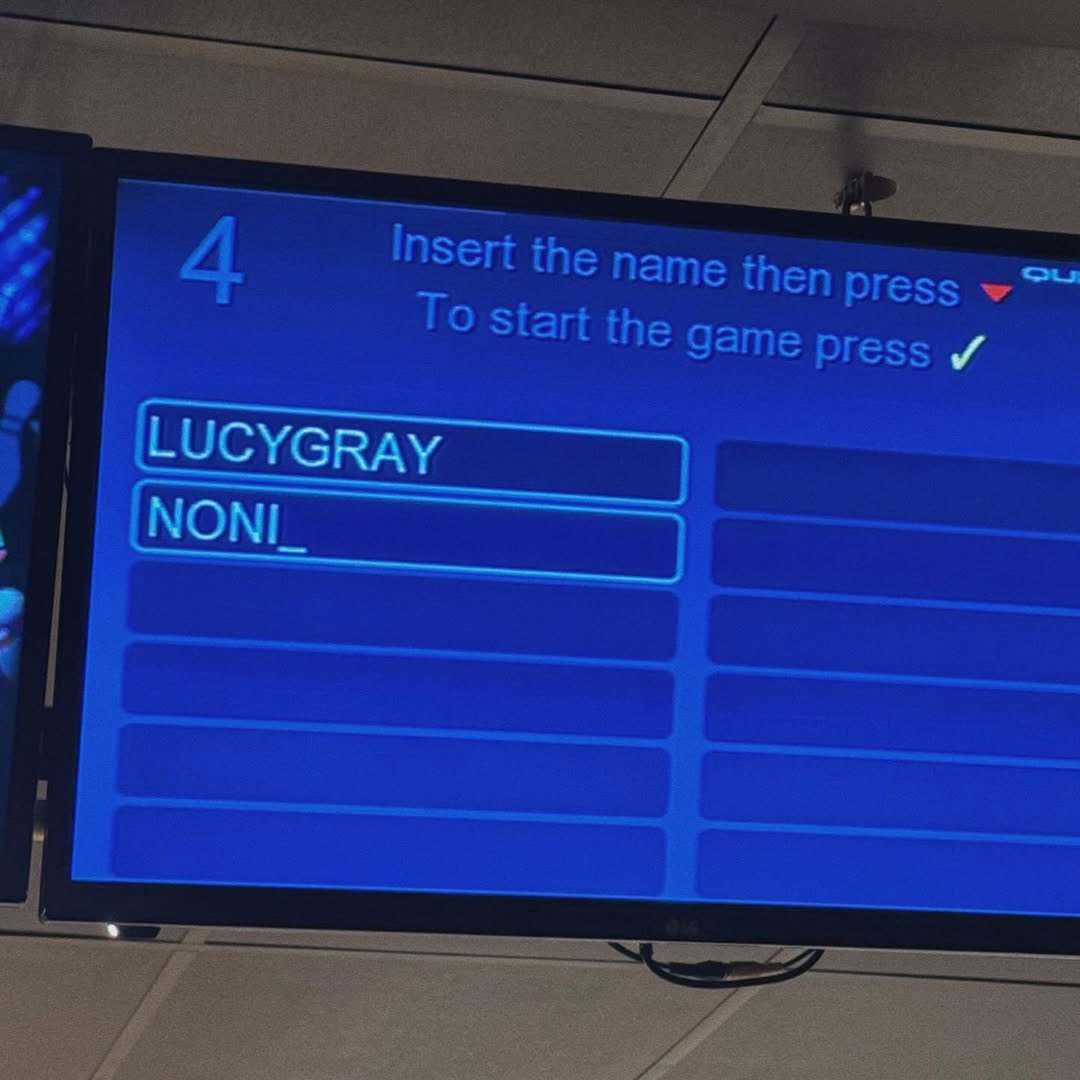 4
Insert the name then press
To start the game press
LUCYGRAY
NONI_